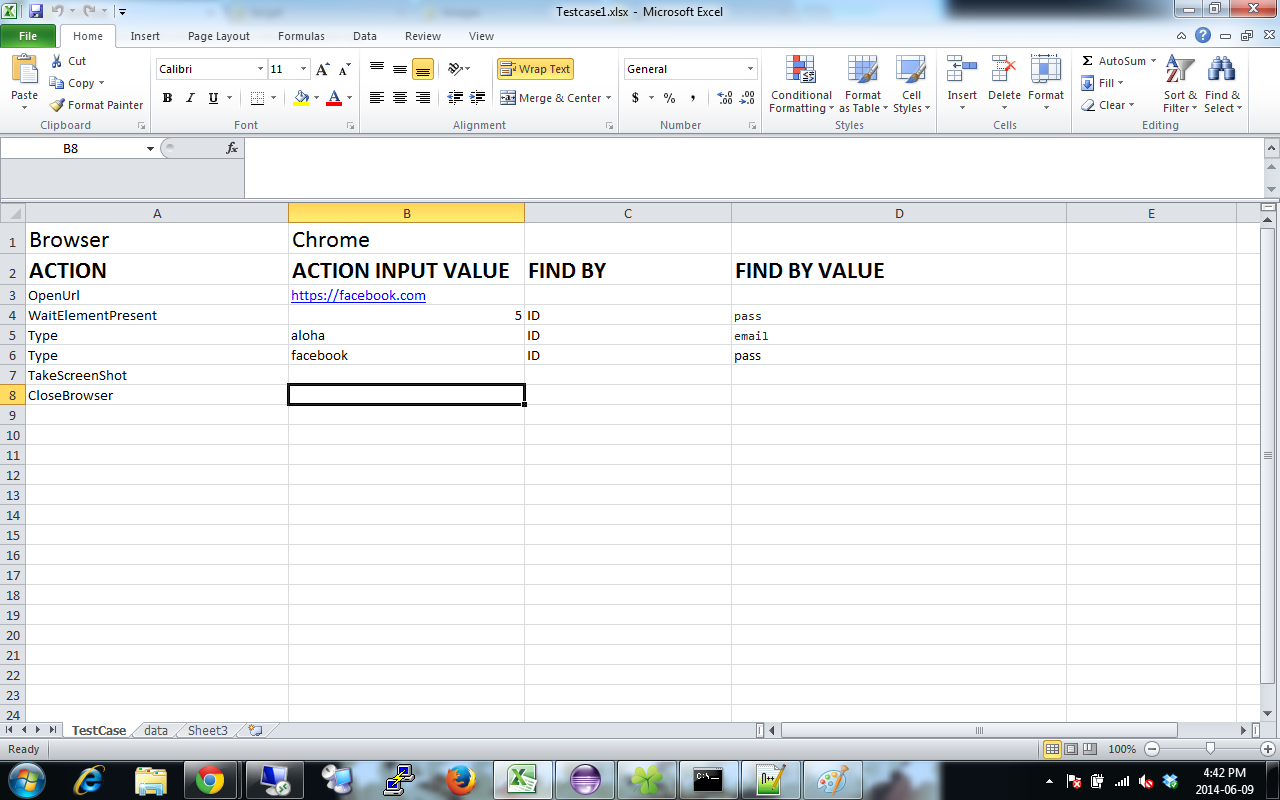 Testcase1.xlsx - Microsoft Excel
File Home Insert Page Layout Formulas Data Review View
Paste Cut Copy Format Painter Clipboard
Calibri 11 B I U A A A Font
Wrap Text Merge & Center Alignment
General $ % , .00 .0 Number
Conditional Formatting Format as Table Cell Styles Styles
Insert Delete Format Cells
Σ AutoSum Fill Clear Sort & Filter Find & Select Editing
B8 fx
A B C D E
1 Browser Chrome
2 ACTION ACTION INPUT VALUE FIND BY FIND BY VALUE
3 OpenUrl https://facebook.com
4 WaitElementPresent 5 ID pass
5 Type aloha ID email
6 Type facebook ID pass
7 TakeScreenShot
8 CloseBrowser
9
10
11
12
13
14
15
16
17
18
19
20
21
22
23
24
TestCase data Sheet3
Ready 100%
4:42 PM
2014-06-09